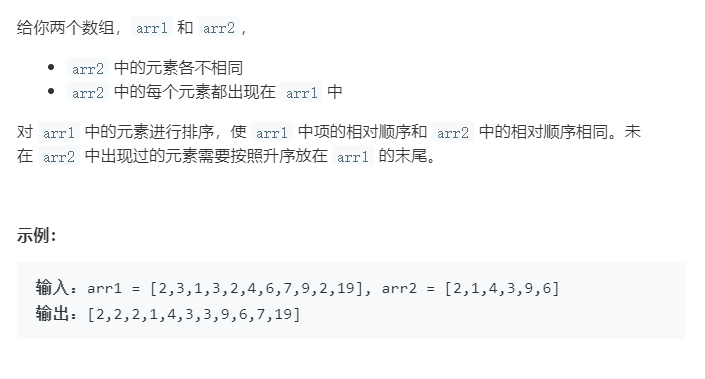 给你两个数组，arr1 和 arr2，
• arr2 中的元素各不相同
• arr2 中的每个元素都出现在 arr1 中
对 arr1 中的元素进行排序，使 arr1 中项的相对顺序和 arr2 中的相对顺序相同。未
在 arr2 中出现过的元素需要按照升序放在 arr1 的末尾。
示例：
输入：arr1 = [2,3,1,3,2,4,6,7,9,2,19], arr2 = [2,1,4,3,9,6]
输出：[2,2,2,1,4,3,3,9,6,7,19]